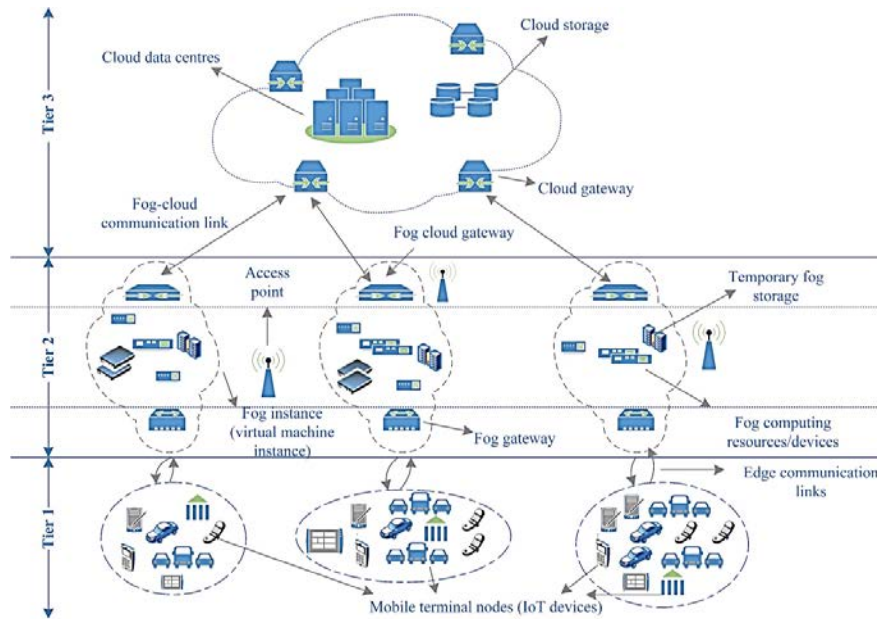 Tier 3
Cloud data centres
Cloud storage
Cloud gateway
Fog-cloud
communication link
Tier 2
Fog cloud gateway
Access
point
Temporary fog
storage
Fog instance
(virtual machine
instance)
Fog gateway
Fog computing
resources/devices
Tier 1
Edge communication
links
Mobile terminal nodes (IoT devices)